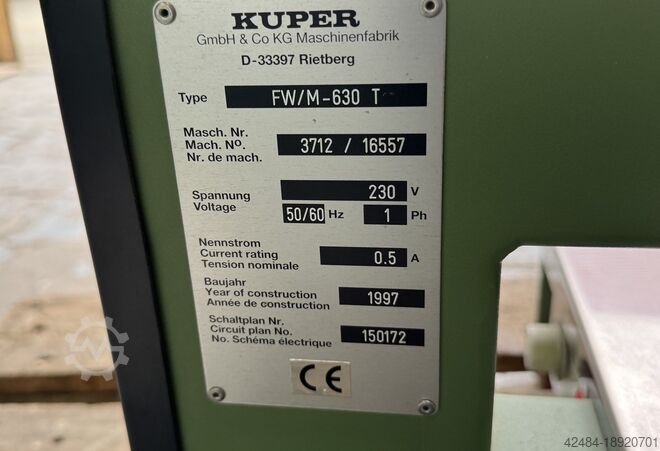 KUPER
GmbH & Co KG Maschinenfabrik
D-33397 Rietberg
Type FW/M-630 T
Masch. Nr.
Mach. Nº. 3712 / 16557
Nr. de mach.
Spannung 230 V
Voltage 50/60 Hz 1 Ph
Nennstrom
Current rating 0.5 A
Tension nominale
Baujahr
Year of construction 1997
Année de construction
Schaltplan Nr.
Circuit plan No. 150172
No. Schéma électrique
CE
42484-18920701